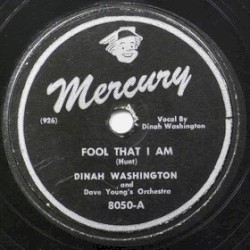 Mercury
(926)
Vocal By
Dinah Washington
FOOL THAT I AM
(Hunt)
DINAH WASHINGTON
and
Dave Young's Orchestra
8050-A